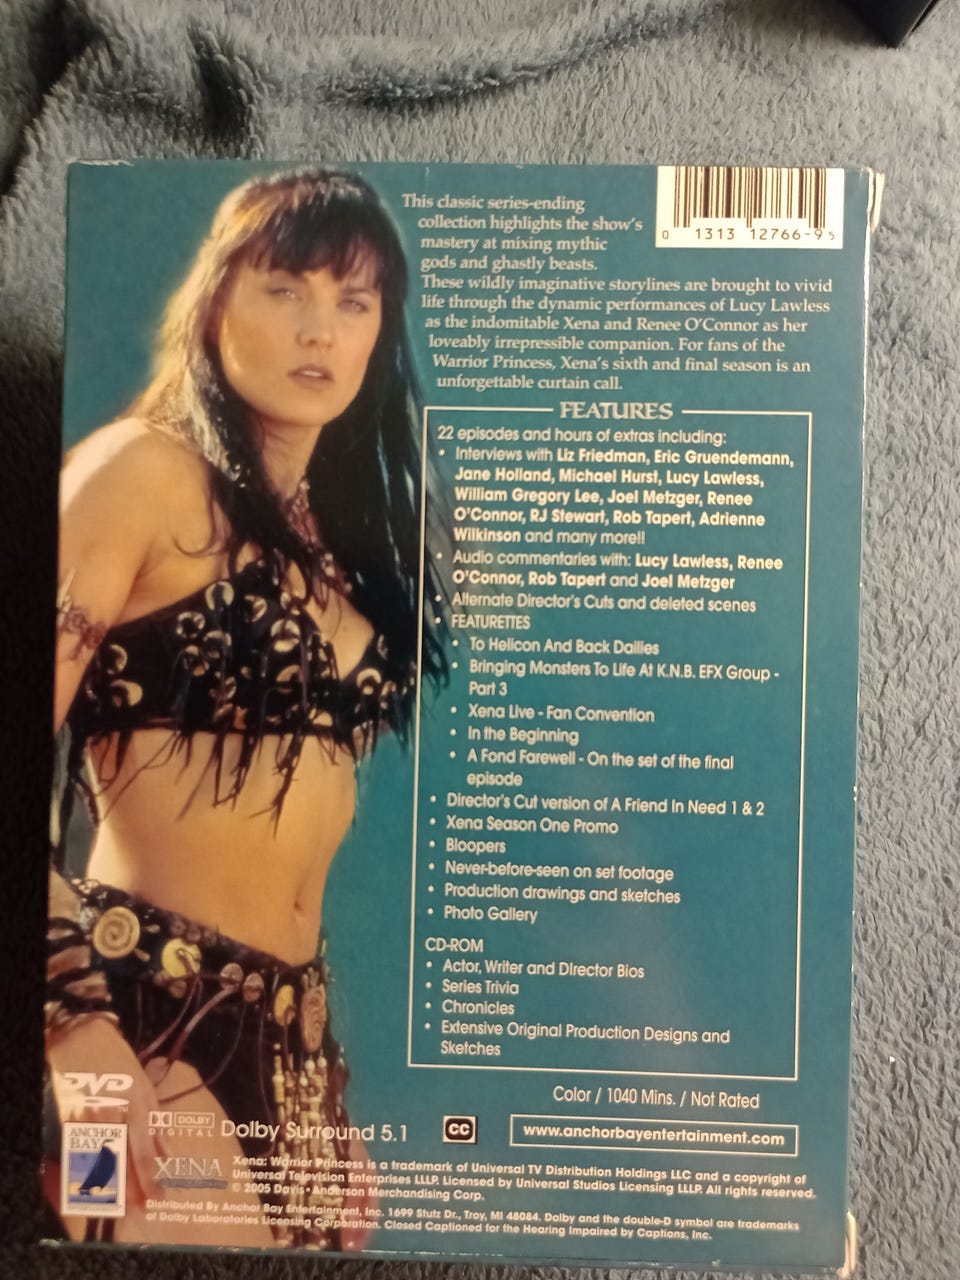 This classic series-ending
collection highlights the show's
mastery at mixing mythic
gods and ghastly beasts.
These wildly imaginative storylines are brought to vivid
life through the dynamic performances of Lucy Lawless
as the indomitable Xena and Renee O'Connor as her
loveably irrepressible companion. For fans of the
Warrior Princess, Xena's sixth and final season is an
unforgettable curtain call.
0 1313 12766-9 5
FEATURES
22 episodes and hours of extras including:
• Interviews with Liz Friedman, Eric Gruendemann,
Jane Holland, Michael Hurst, Lucy Lawless,
William Gregory Lee, Joel Metzger, Renee
O'Connor, RJ Stewart, Rob Tapert, Adrienne
Wilkinson and many more!!
• Audio commentaries with: Lucy Lawless, Renee
O'Connor, Rob Tapert and Joel Metzger
• Alternate Director's Cuts and deleted scenes
• FEATURETTES
• To Helicon And Back Dailies
• Bringing Monsters To Life At K.N.B. EFX Group -
Part 3
• Xena Live - Fan Convention
• In the Beginning
• A Fond Farewell - On the set of the final
episode
• Director's Cut version of A Friend In Need 1 & 2
• Xena Season One Promo
• Bloopers
• Never-before-seen on set footage
• Production drawings and sketches
• Photo Gallery
CD-ROM
• Actor, Writer and Director Bios
• Series Trivia
• Chronicles
• Extensive Original Production Designs and
Sketches
Color / 1040 Mins. / Not Rated
DVD
TM
DOLBY
DIGITAL
Dolby Surround 5.1
CC
www.anchorbayentertainment.com
ANCHOR
BAY
XENA
Xena: Warrior Princess is a trademark of Universal TV Distribution Holdings LLC and a copyright of
Universal Television Enterprises LLLP. Licensed by Universal Studios Licensing LLLP. All rights reserved.
© 2005 Davis • Anderson Merchandising Corp.
Distributed By Anchor Bay Entertainment, Inc. 1699 Stutz Dr., Troy, MI 48084. Dolby and the double-D symbol are trademarks
of Dolby Laboratories Licensing Corporation. Closed Captioned for the Hearing Impaired by Captions, Inc.